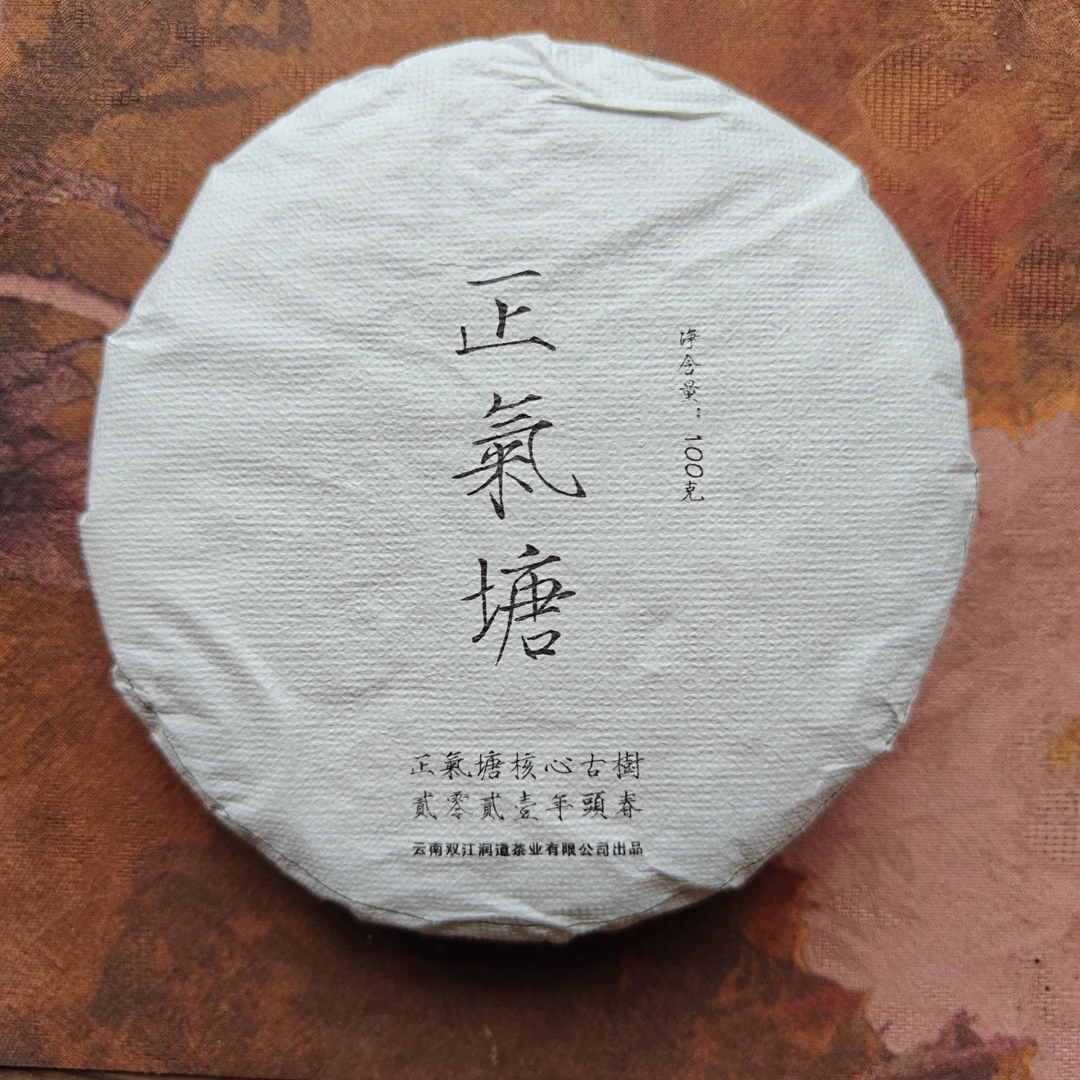 正氣塘
净含量：100克
正氣塘核心古樹
貳零貳壹年頭春
云南双江润道茶业有限公司出品